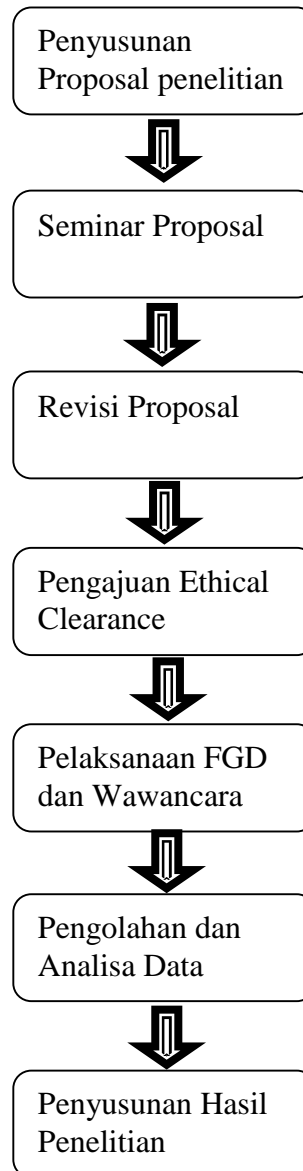 Penyusunan
Proposal penelitian
Seminar Proposal
Revisi Proposal
Pengajuan Ethical
Clearance
Pelaksanaan FGD
dan Wawancara
Pengolahan dan
Analisa Data
Penyusunan Hasil
Penelitian